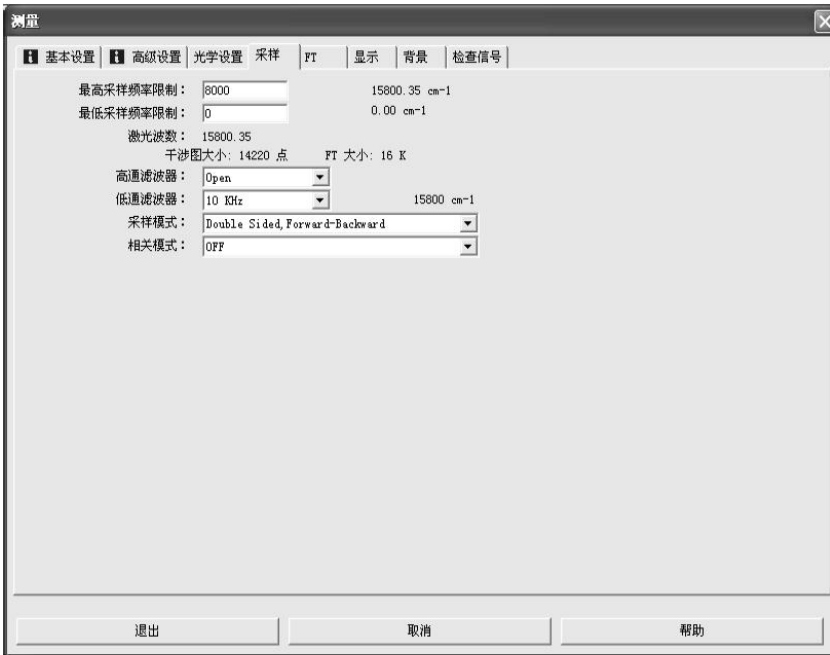 测量
基本设置 高级设置 光学设置 采样 FT 显示 背景 检查信号
最高采样频率限制： 8000 15800.35 cm-1
最低采样频率限制： 0 0.00 cm-1
激光波数： 15800.35
干涉图大小: 14220 点 FT 大小: 16 K
高通滤波器： Open
低通滤波器： 10 KHz 15800 cm-1
采样模式： Double Sided,Forward-Backward
相关模式： OFF
退出 取消 帮助